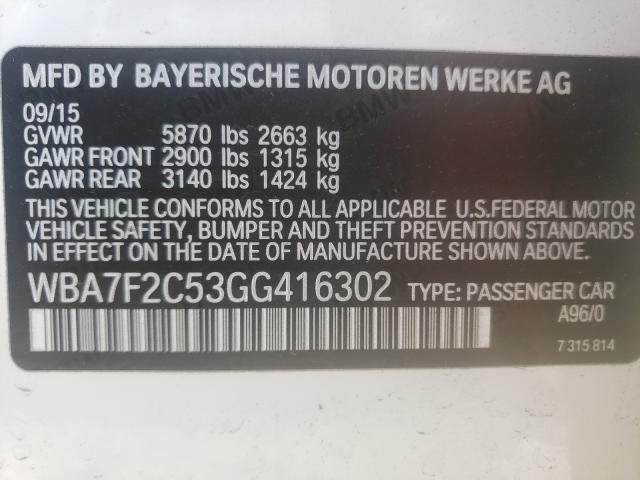 MFD BY BAYERISCHE MOTOREN WERKE AG
09/15
GVWR 5870 lbs 2663 kg
GAWR FRONT 2900 lbs 1315 kg
GAWR REAR 3140 lbs 1424 kg
THIS VEHICLE CONFORMS TO ALL APPLICABLE U.S.FEDERAL MOTOR
VEHICLE SAFETY, BUMPER AND THEFT PREVENTION STANDARDS
IN EFFECT ON THE DATE OF MANUFACTURE SHOWN ABOVE.
WBA7F2C53GG416302 TYPE: PASSENGER CAR
A96/0
7 315 814